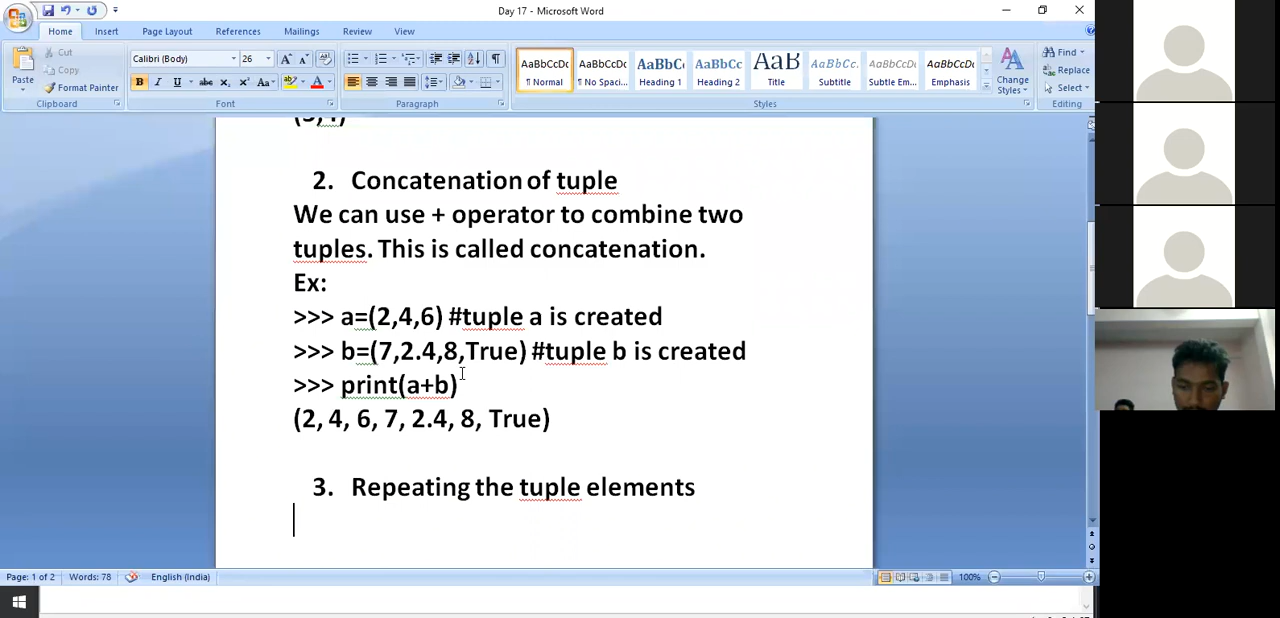 Day 17 - Microsoft Word
Home Insert Page Layout References Mailings Review View
Paste
Cut
Copy
Format Painter
Clipboard
Calibri (Body) 26
B I U abc X₂ X² Aa
Font
Paragraph
AaBbCcDc AaBbCcDc AaBbCc AaBbCc AaB AaBbCc. AaBbCcDc AaBbCcDc
¶ Normal ¶ No Spaci... Heading 1 Heading 2 Title Subtitle Subtle Em... Emphasis
Styles
Change Styles
Find
Replace
Select
Editing
2. Concatenation of tuple
We can use + operator to combine two
tuples. This is called concatenation.
Ex:
>>> a=(2,4,6) #tuple a is created
>>> b=(7,2.4,8,True) #tuple b is created
>>> print(a+b)
(2, 4, 6, 7, 2.4, 8, True)
3. Repeating the tuple elements
Page: 1 of 2 Words: 78 English (India) 100%